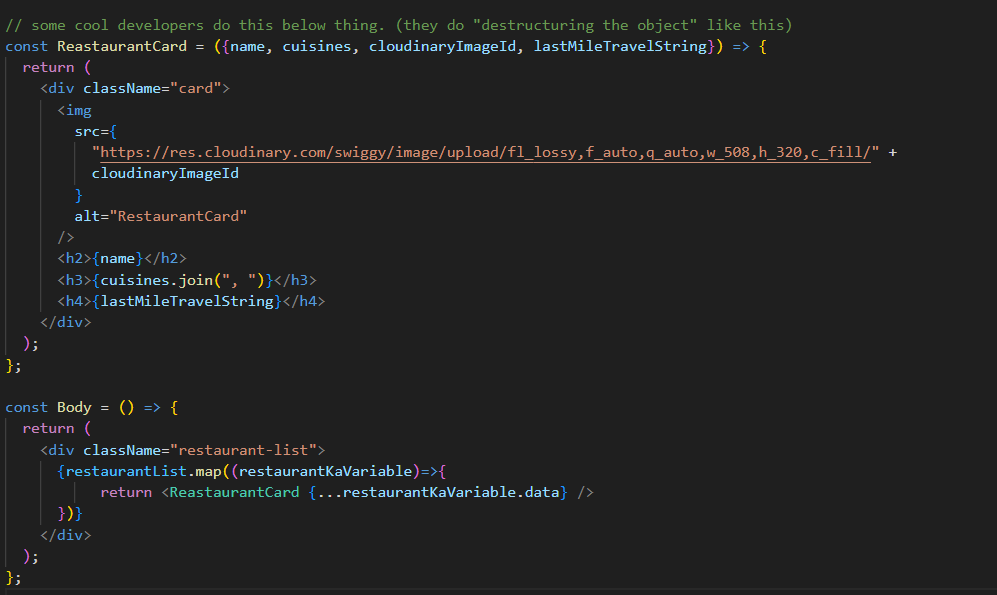 // some cool developers do this below thing. (they do "destructuring the object" like this)
const ReastaurantCard = ({name, cuisines, cloudinaryImageId, lastMileTravelString}) => {
  return (
    <div className="card">
      <img
        src={
          "https://res.cloudinary.com/swiggy/image/upload/fl_lossy,f_auto,q_auto,w_508,h_320,c_fill/" +
          cloudinaryImageId
        }
        alt="RestaurantCard"
      />
      <h2>{name}</h2>
      <h3>{cuisines.join(", ")}</h3>
      <h4>{lastMileTravelString}</h4>
    </div>
  );
};

const Body = () => {
  return (
    <div className="restaurant-list">
      {restaurantList.map((restaurantKaVariable)=>{
           return <ReastaurantCard {...restaurantKaVariable.data} />
      })}
    </div>
  );
};